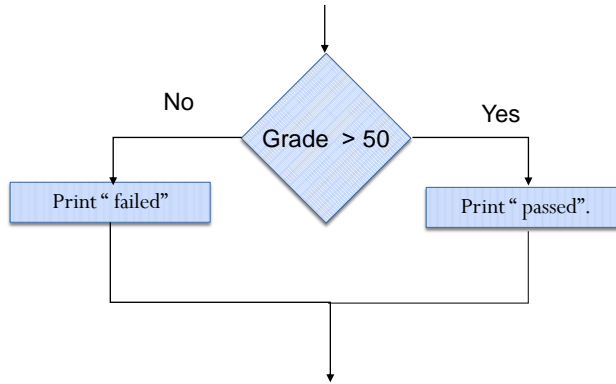 No
Yes
Grade > 50
Print “ failed”
Print “ passed”.